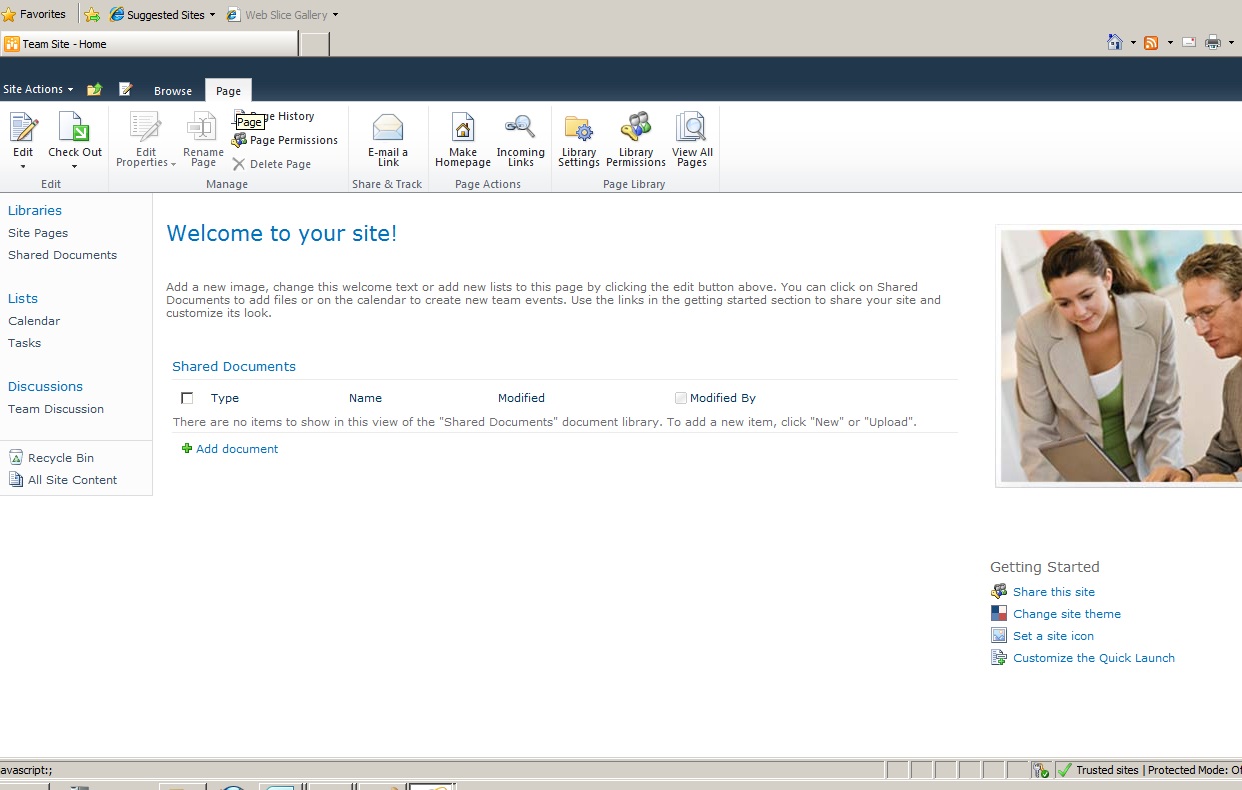 Favorites Suggested Sites Web Slice Gallery
Team Site - Home
Site Actions Browse Page
Edit
Check Out
Edit
Properties
Rename
Page
Page History
Page
Page Permissions
Delete Page
E-mail a
Link
Make
Homepage
Incoming
Links
Library
Settings
Library
Permissions
View All
Pages
Edit Manage Share & Track Page Actions Page Library
Libraries
Site Pages
Shared Documents
Lists
Calendar
Tasks
Discussions
Team Discussion
Recycle Bin
All Site Content
Welcome to your site!
Add a new image, change this welcome text or add new lists to this page by clicking the edit button above. You can click on Shared
Documents to add files or on the calendar to create new team events. Use the links in the getting started section to share your site and
customize its look.
Shared Documents
Type Name Modified Modified By
There are no items to show in this view of the "Shared Documents" document library. To add a new item, click "New" or "Upload".
Add document
Getting Started
Share this site
Change site theme
Set a site icon
Customize the Quick Launch
avascript:;
Trusted sites | Protected Mode: Of